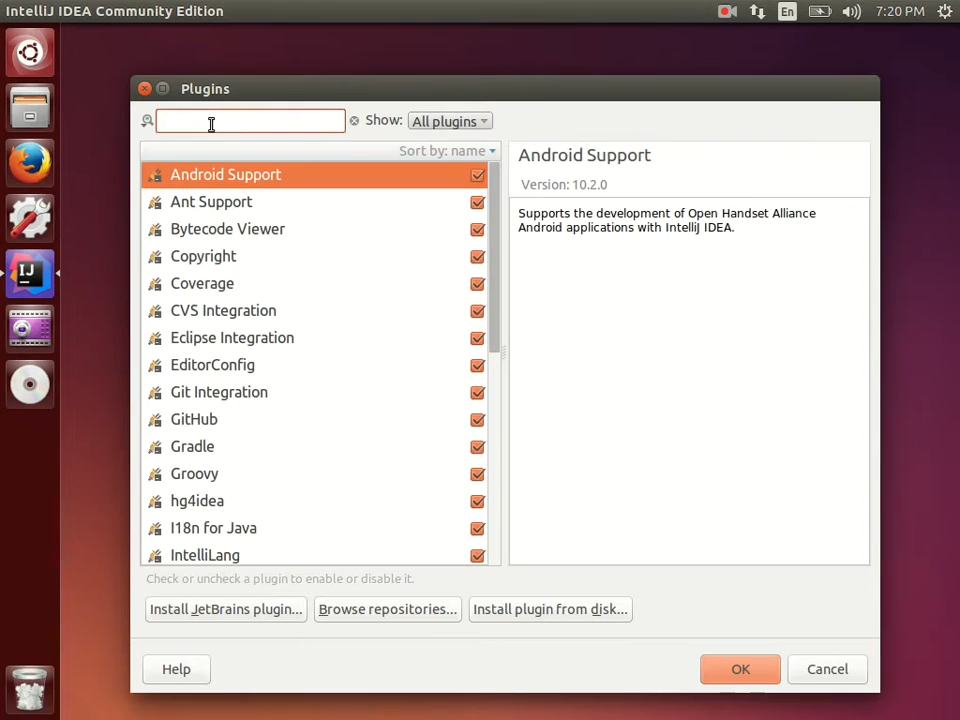 IntelliJ IDEA Community Edition
En
7:20 PM
Plugins
Show: All plugins
Sort by: name
Android Support
Ant Support
Bytecode Viewer
Copyright
Coverage
CVS Integration
Eclipse Integration
EditorConfig
Git Integration
GitHub
Gradle
Groovy
hg4idea
I18n for Java
IntelliLang
Android Support
Version: 10.2.0
Supports the development of Open Handset Alliance
Android applications with IntelliJ IDEA.
Check or uncheck a plugin to enable or disable it.
Install JetBrains plugin... Browse repositories... Install plugin from disk...
Help OK Cancel
IJ